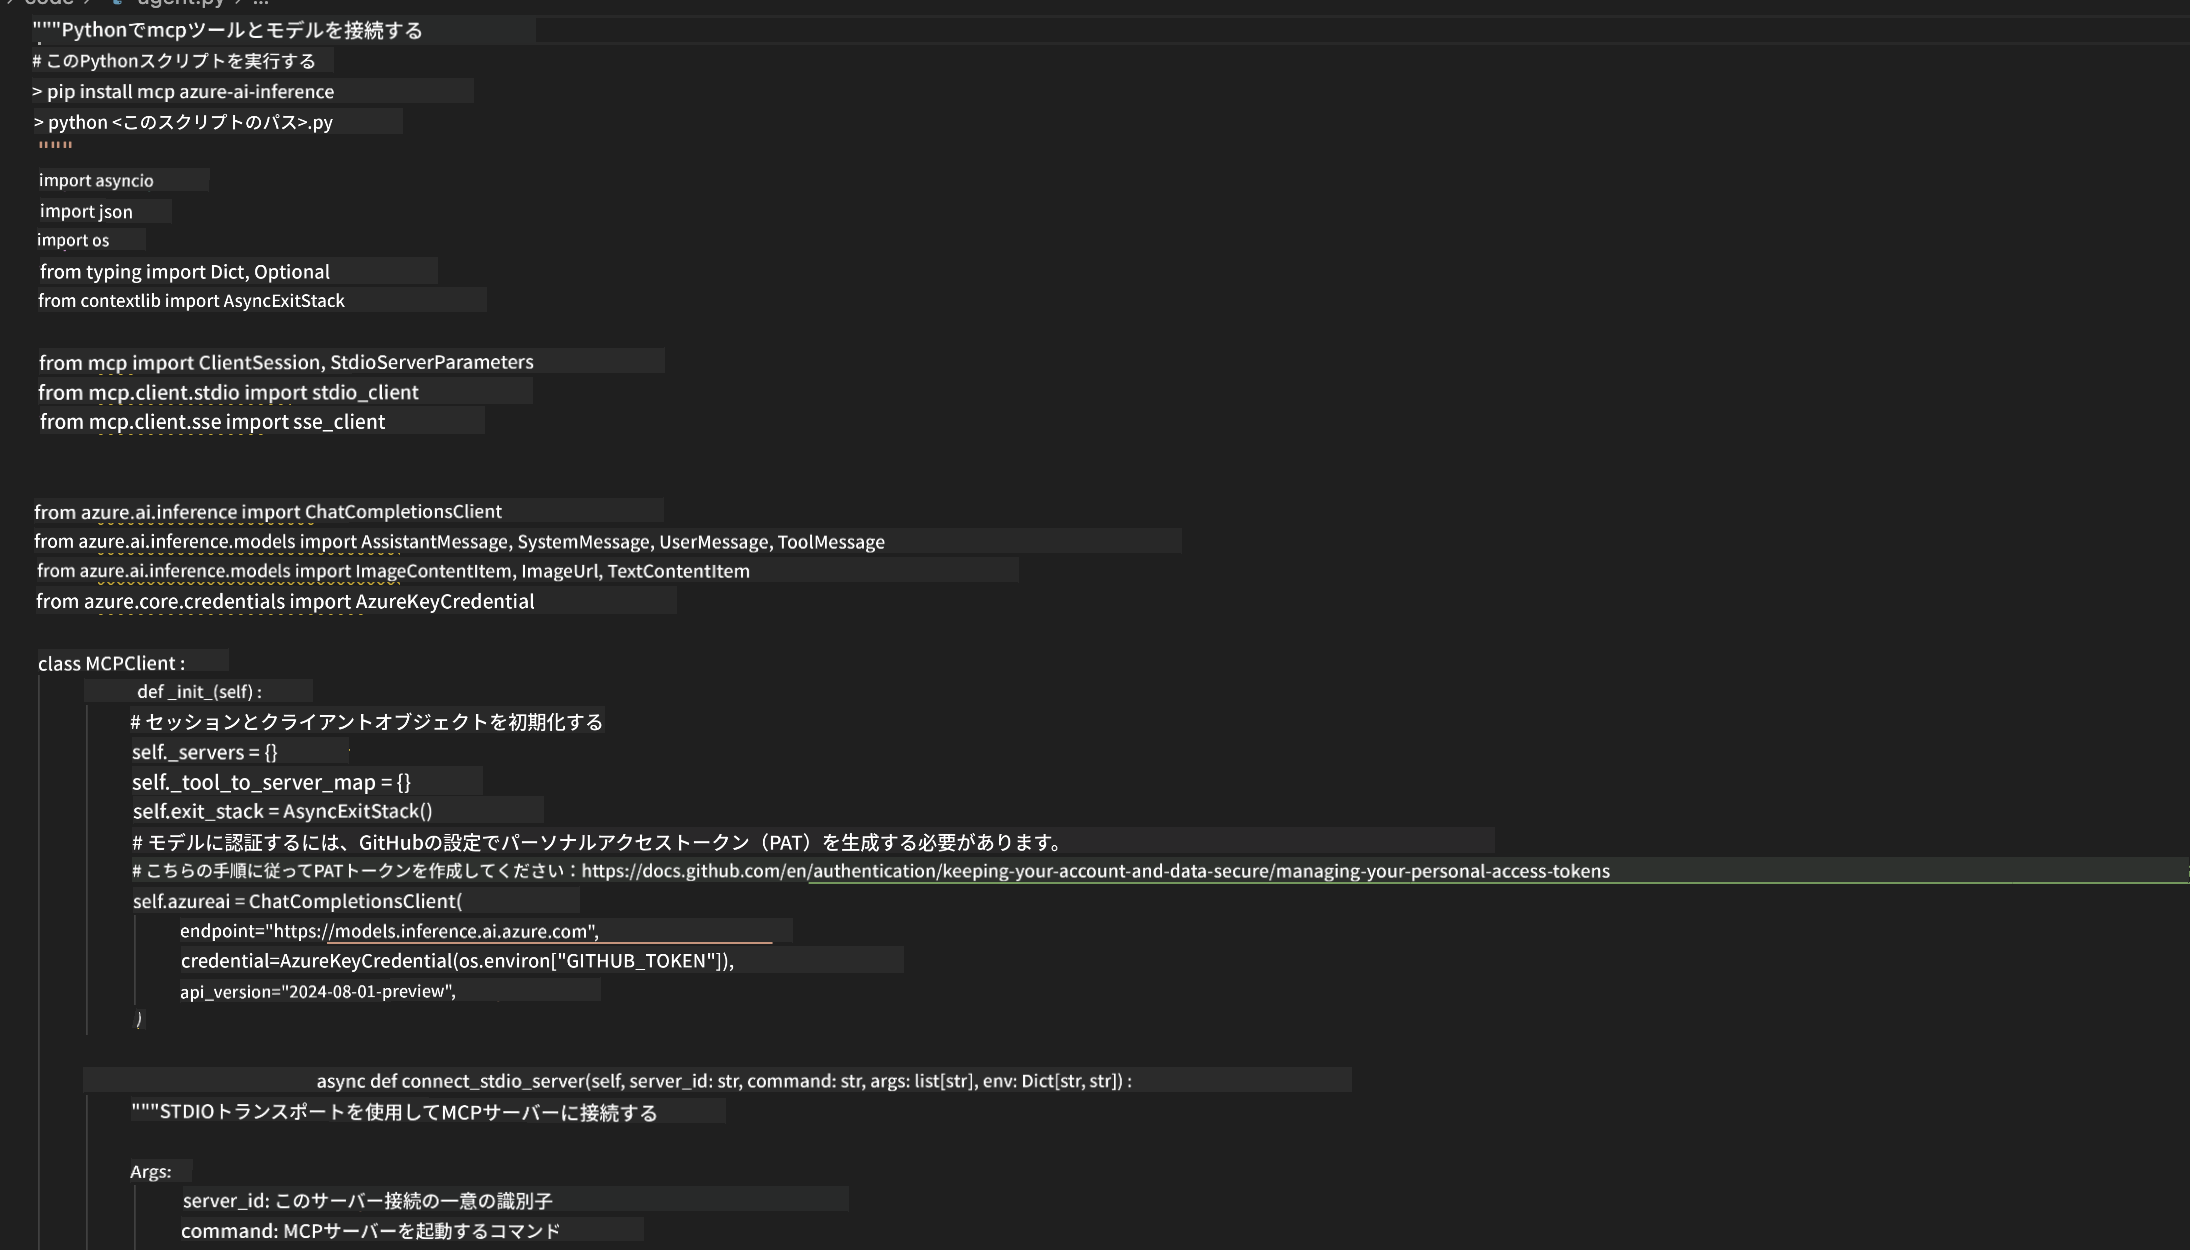 code > agent.py > ...
"""Pythonでmcpツールとモデルを接続する
# このPythonスクリプトを実行する
> pip install mcp azure-ai-inference
> python <このスクリプトのパス>.py
"""
import asyncio
import json
import os
from typing import Dict, Optional
from contextlib import AsyncExitStack
from mcp import ClientSession, StdioServerParameters
from mcp.client.stdio import stdio_client
from mcp.client.sse import sse_client
from azure.ai.inference import ChatCompletionsClient
from azure.ai.inference.models import AssistantMessage, SystemMessage, UserMessage, ToolMessage
from azure.ai.inference.models import ImageContentItem, ImageUrl, TextContentItem
from azure.core.credentials import AzureKeyCredential
class MCPClient :
def _init_(self) :
# セッションとクライアントオブジェクトを初期化する
self._servers = {}
self._tool_to_server_map = {}
self.exit_stack = AsyncExitStack()
# モデルに認証するには、GitHubの設定でパーソナルアクセストークン（PAT）を生成する必要があります。
# こちらの手順に従ってPATトークンを作成してください：https://docs.github.com/en/authentication/keeping-your-account-and-data-secure/managing-your-personal-access-tokens
self.azureai = ChatCompletionsClient(
endpoint="https://models.inference.ai.azure.com",
credential=AzureKeyCredential(os.environ["GITHUB_TOKEN"]),
api_version="2024-08-01-preview",
)
async def connect_stdio_server(self, server_id: str, command: str, args: list[str], env: Dict[str, str]) :
"""STDIOトランスポートを使用してMCPサーバーに接続する
Args:
server_id: このサーバー接続の一意の識別子
command: MCPサーバーを起動するコマンド